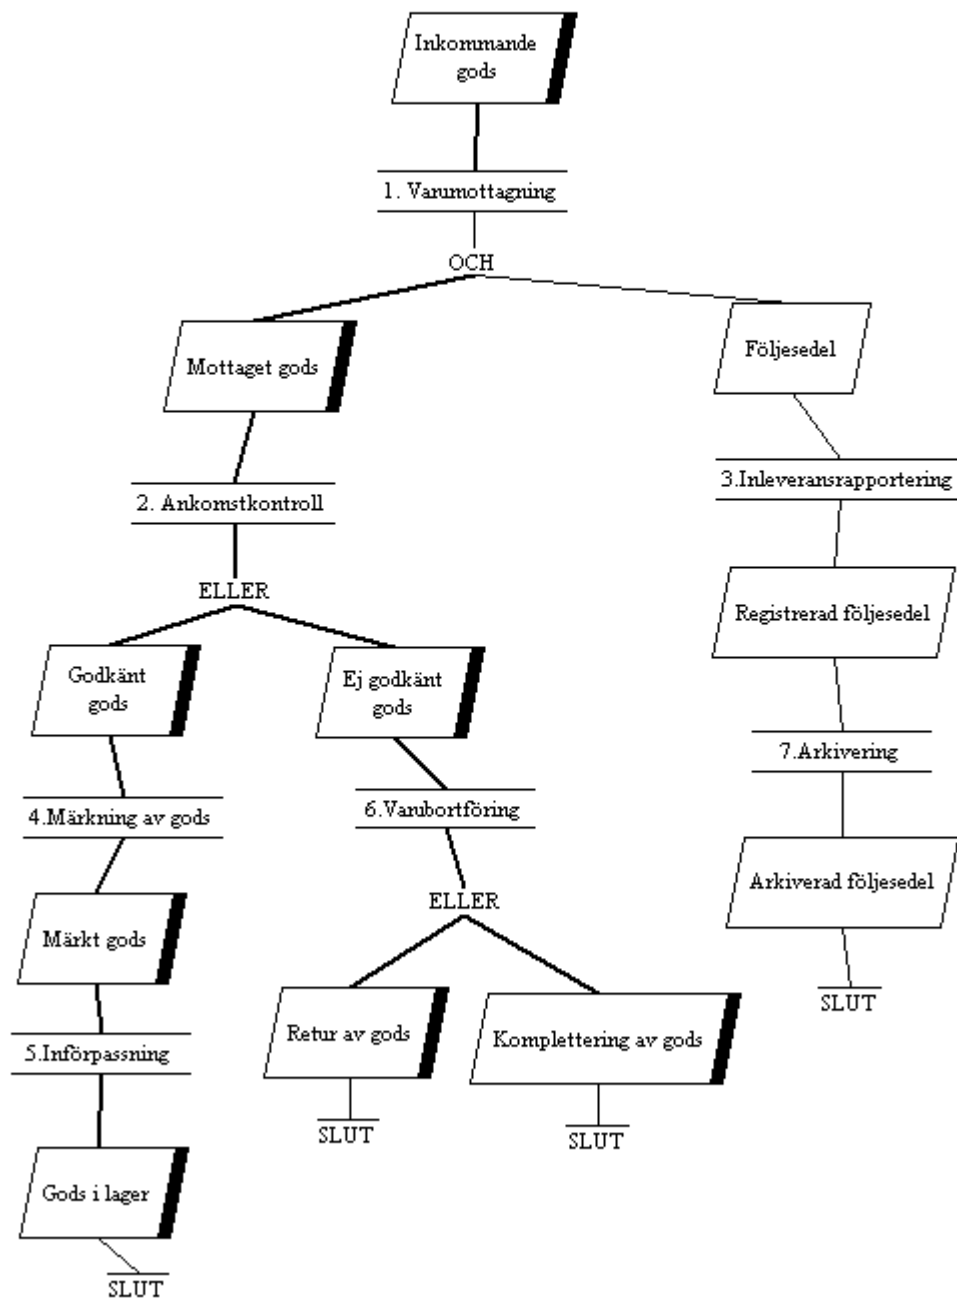 Inkommande
gods
1. Varumottagning
OCH
Mottaget gods
Följesedel
2. Ankomstkontroll
3.Inleveransrapportering
ELLER
Registrerad följesedel
Godkänt
gods
Ej godkänt
gods
7.Arkivering
4.Märkning av gods
6.Varubortföring
Arkiverad följesedel
ELLER
Märkt gods
SLUT
Retur av gods
Komplettering av gods
5.Införpassning
SLUT
SLUT
Gods i lager
SLUT